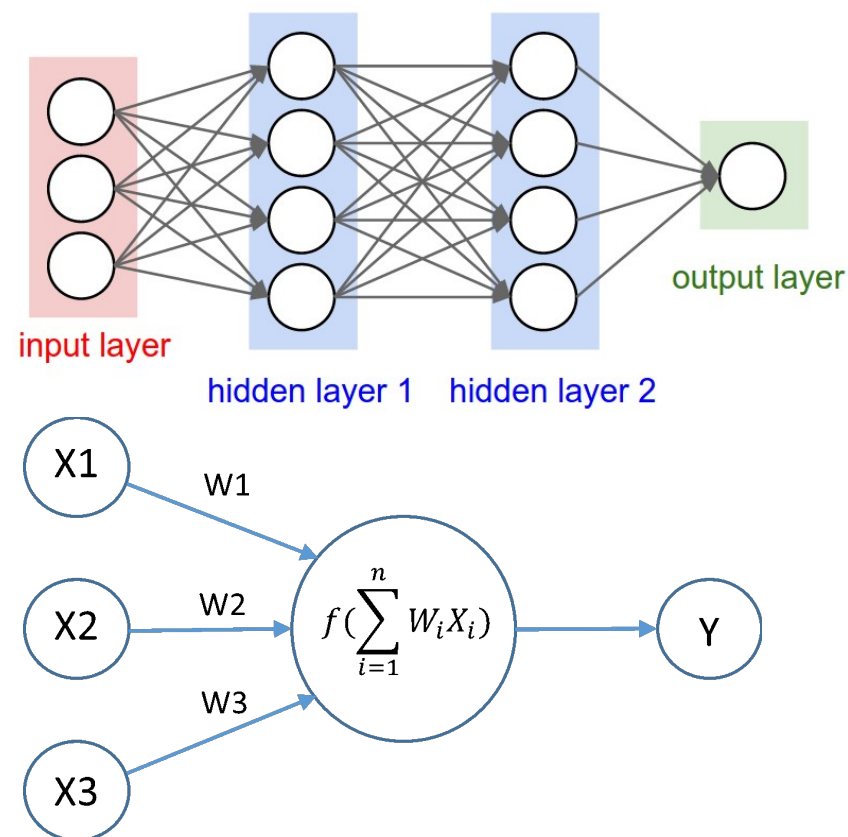 output layer
input layer
hidden layer 1
hidden layer 2
X1
W1
X2
W2
f(∑_{i=1}^{n} W_i X_i)
Y
W3
X3